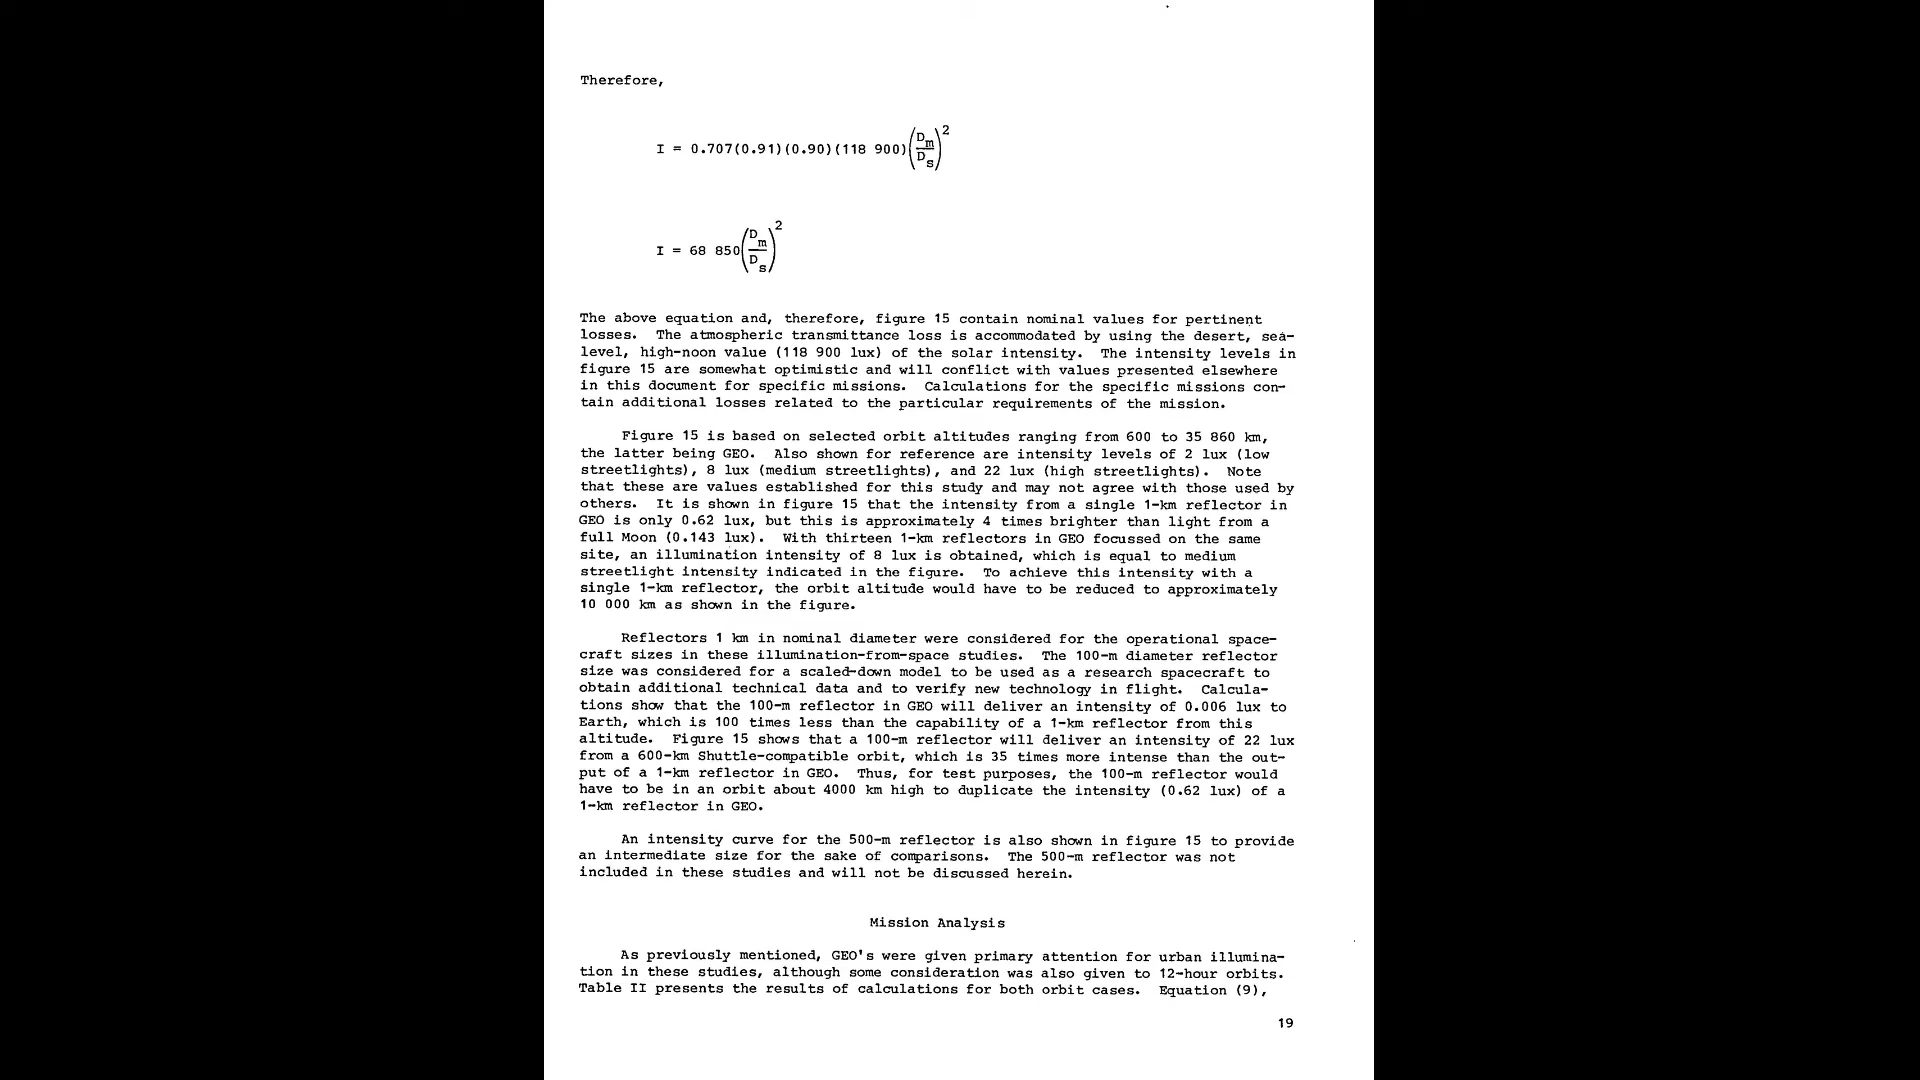 Therefore,
I = 0.707(0.91)(0.90)(118 900)(Dm/Ds)^2
I = 68 850(Dm/Ds)^2
The above equation and, therefore, figure 15 contain nominal values for pertinent
losses. The atmospheric transmittance loss is accommodated by using the desert, sea-
level, high-noon value (118 900 lux) of the solar intensity. The intensity levels in
figure 15 are somewhat optimistic and will conflict with values presented elsewhere
in this document for specific missions. Calculations for the specific missions con-
tain additional losses related to the particular requirements of the mission.
Figure 15 is based on selected orbit altitudes ranging from 600 to 35 860 km,
the latter being GEO. Also shown for reference are intensity levels of 2 lux (low
streetlights), 8 lux (medium streetlights), and 22 lux (high streetlights). Note
that these are values established for this study and may not agree with those used by
others. It is shown in figure 15 that the intensity from a single 1-km reflector in
GEO is only 0.62 lux, but this is approximately 4 times brighter than light from a
full Moon (0.143 lux). With thirteen 1-km reflectors in GEO focussed on the same
site, an illumination intensity of 8 lux is obtained, which is equal to medium
streetlight intensity indicated in the figure. To achieve this intensity with a
single 1-km reflector, the orbit altitude would have to be reduced to approximately
10 000 km as shown in the figure.
Reflectors 1 km in nominal diameter were considered for the operational space-
craft sizes in these illumination-from-space studies. The 100-m diameter reflector
size was considered for a scaled-down model to be used as a research spacecraft to
obtain additional technical data and to verify new technology in flight. Calcula-
tions show that the 100-m reflector in GEO will deliver an intensity of 0.006 lux to
Earth, which is 100 times less than the capability of a 1-km reflector from this
altitude. Figure 15 shows that a 100-m reflector will deliver an intensity of 22 lux
from a 600-km Shuttle-compatible orbit, which is 35 times more intense than the out-
put of a 1-km reflector in GEO. Thus, for test purposes, the 100-m reflector would
have to be in an orbit about 4000 km high to duplicate the intensity (0.62 lux) of a
1-km reflector in GEO.
An intensity curve for the 500-m reflector is also shown in figure 15 to provide
an intermediate size for the sake of comparisons. The 500-m reflector was not
included in these studies and will not be discussed herein.
Mission Analysis
As previously mentioned, GEO's were given primary attention for urban illumina-
tion in these studies, although some consideration was also given to 12-hour orbits.
Table II presents the results of calculations for both orbit cases. Equation (9),
19